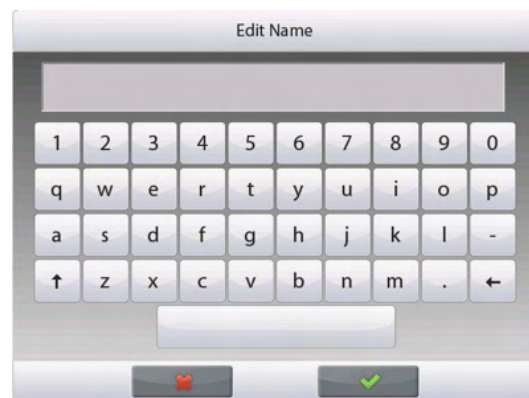 Edit Name
1 2 3 4 5 6 7 8 9 0
q w e r t y u i o p
a s d f g h j k l -
↑ z x c v b n m . ←